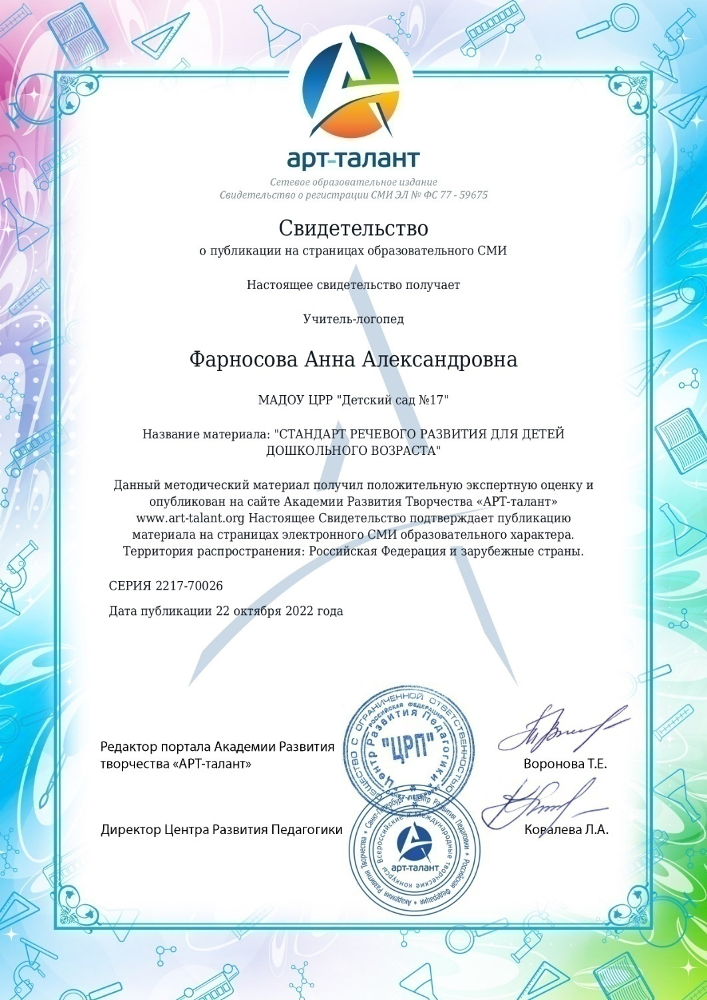 арт-талант
Сетевое образовательное издание
Свидетельство о регистрации СМИ ЭЛ № ФС 77 - 59675
Свидетельство
о публикации на страницах образовательного СМИ
Настоящее свидетельство получает
Учитель-логопед
Фарносова Анна Александровна
МАДОУ ЦРР "Детский сад №17"
Название материала: "СТАНДАРТ РЕЧЕВОГО РАЗВИТИЯ ДЛЯ ДЕТЕЙ
ДОШКОЛЬНОГО ВОЗРАСТА"
Данный методический материал получил положительную экспертную оценку и
опубликован на сайте Академии Развития Творчества «АРТ-талант»
www.art-talant.org Настоящее Свидетельство подтверждает публикацию
материала на страницах электронного СМИ образовательного характера.
Территория распространения: Российская Федерация и зарубежные страны.
СЕРИЯ 2217-70026
Дата публикации 22 октября 2022 года
ОБЩЕСТВО С ОГРАНИЧЕННОЙ ОТВЕТСТВЕННОСТЬЮ
РОССИЙСКАЯ ФЕДЕРАЦИЯ
Центр Развития Педагогики
"ЦРП"
САНКТ-ПЕТЕРБУРГ
Редактор портала Академии Развития
творчества «АРТ-талант»
Воронова Т.Е.
Директор Центра Развития Педагогики
Ковалева Л.А.
Академия Развития Творчества * Санкт-Петербург * Центр Развития Педагогики * Российская Федерация *
Всероссийские и Международные творческие конкурсы
арт-талант